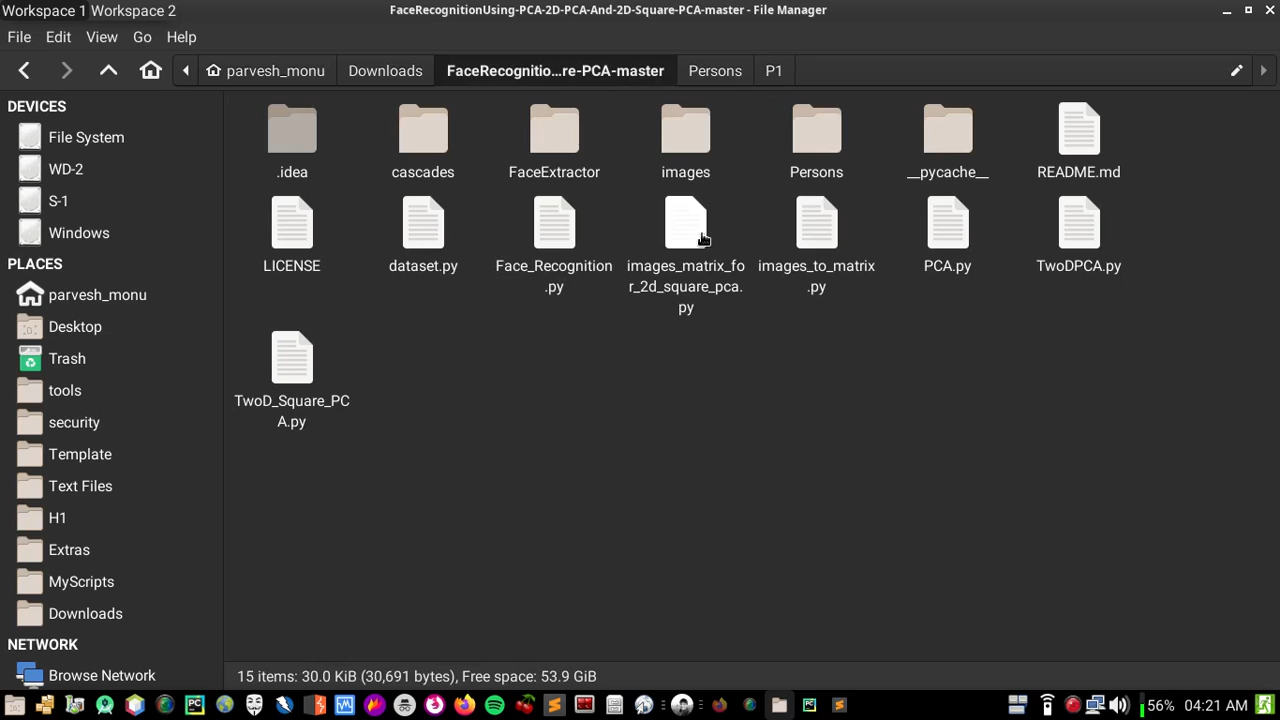 Workspace 1 Workspace 2
FaceRecognitionUsing-PCA-2D-PCA-And-2D-Square-PCA-master - File Manager
File Edit View Go Help
parvesh_monu Downloads FaceRecognitio...re-PCA-master Persons P1
DEVICES
File System
WD-2
S-1
Windows
PLACES
parvesh_monu
Desktop
Trash
tools
security
Template
Text Files
H1
Extras
MyScripts
Downloads
NETWORK
Browse Network
.idea cascades FaceExtractor images Persons __pycache__ README.md
LICENSE dataset.py Face_Recognition images_matrix_fo images_to_matrix PCA.py TwoDPCA.py
.py r_2d_square_pca. .py
py
TwoD_Square_PC
A.py
15 items: 30.0 KiB (30,691 bytes), Free space: 53.9 GiB
56% 04:21 AM